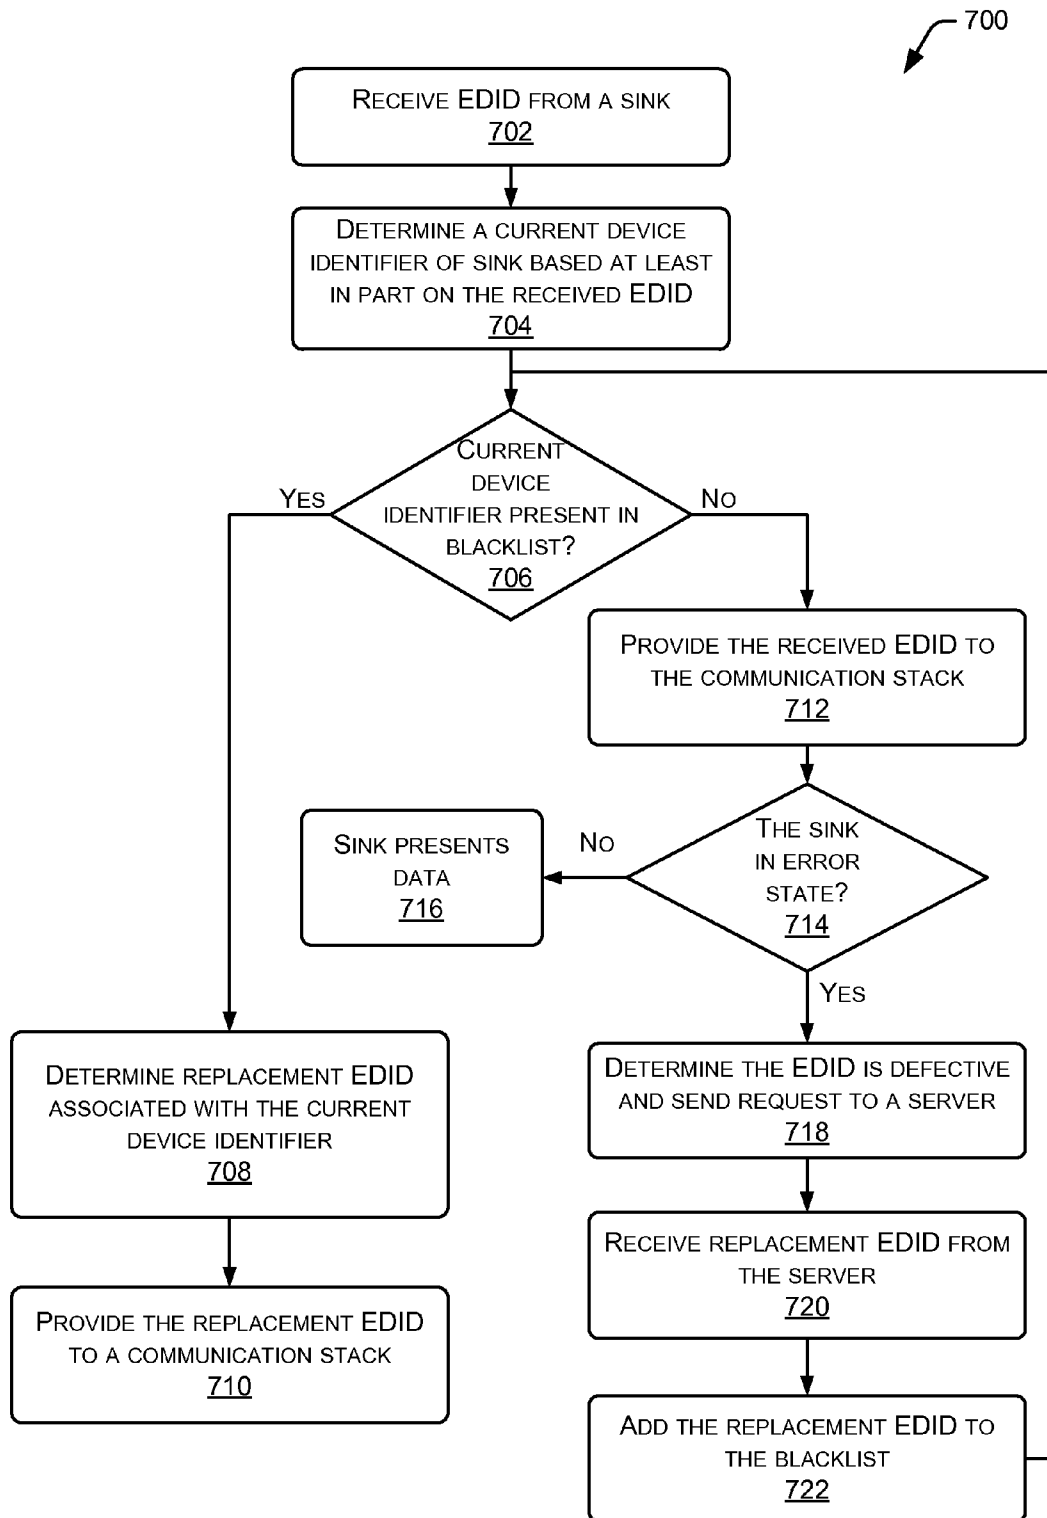 700
RECEIVE EDID FROM A SINK
702
DETERMINE A CURRENT DEVICE
IDENTIFIER OF SINK BASED AT LEAST
IN PART ON THE RECEIVED EDID
704
CURRENT
DEVICE
IDENTIFIER PRESENT IN
BLACKLIST?
706
YES
NO
PROVIDE THE RECEIVED EDID TO
THE COMMUNICATION STACK
712
THE SINK
IN ERROR
STATE?
714
NO
SINK PRESENTS
DATA
716
YES
DETERMINE REPLACEMENT EDID
ASSOCIATED WITH THE CURRENT
DEVICE IDENTIFIER
708
DETERMINE THE EDID IS DEFECTIVE
AND SEND REQUEST TO A SERVER
718
RECEIVE REPLACEMENT EDID FROM
THE SERVER
720
PROVIDE THE REPLACEMENT EDID
TO A COMMUNICATION STACK
710
ADD THE REPLACEMENT EDID TO
THE BLACKLIST
722